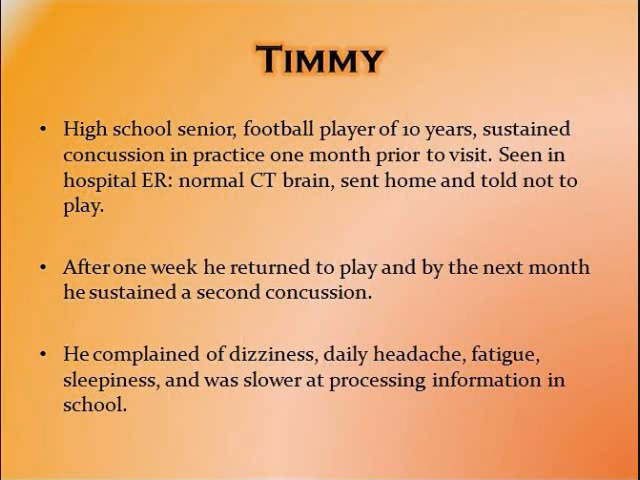 TIMMY
• High school senior, football player of 10 years, sustained
concussion in practice one month prior to visit. Seen in
hospital ER: normal CT brain, sent home and told not to
play.
• After one week he returned to play and by the next month
he sustained a second concussion.
• He complained of dizziness, daily headache, fatigue,
sleepiness, and was slower at processing information in
school.